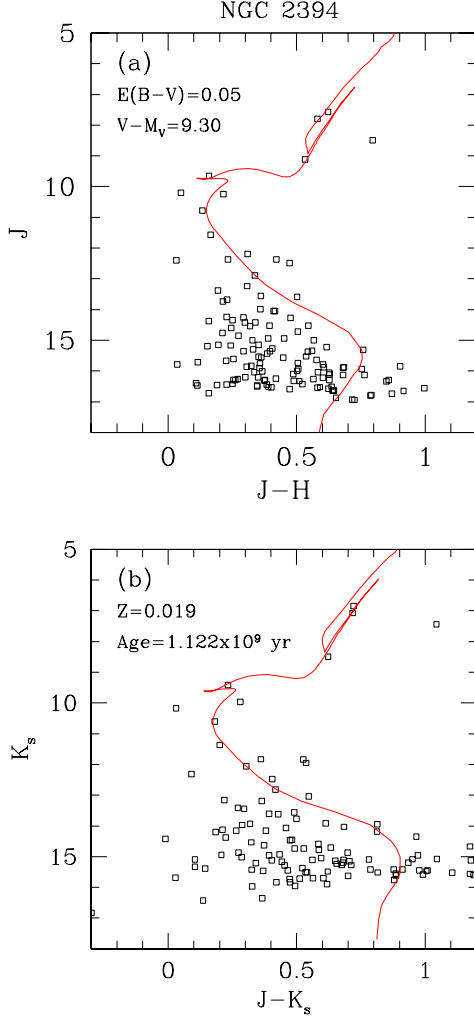 NGC 2394
5
(a)
E(B−V)=0.05
V−M_V=9.30
10
J
15
0 0.5 1
J−H
5
(b)
Z=0.019
Age=1.122x10⁹ yr
10
K_s
15
0 0.5 1
J−K_s